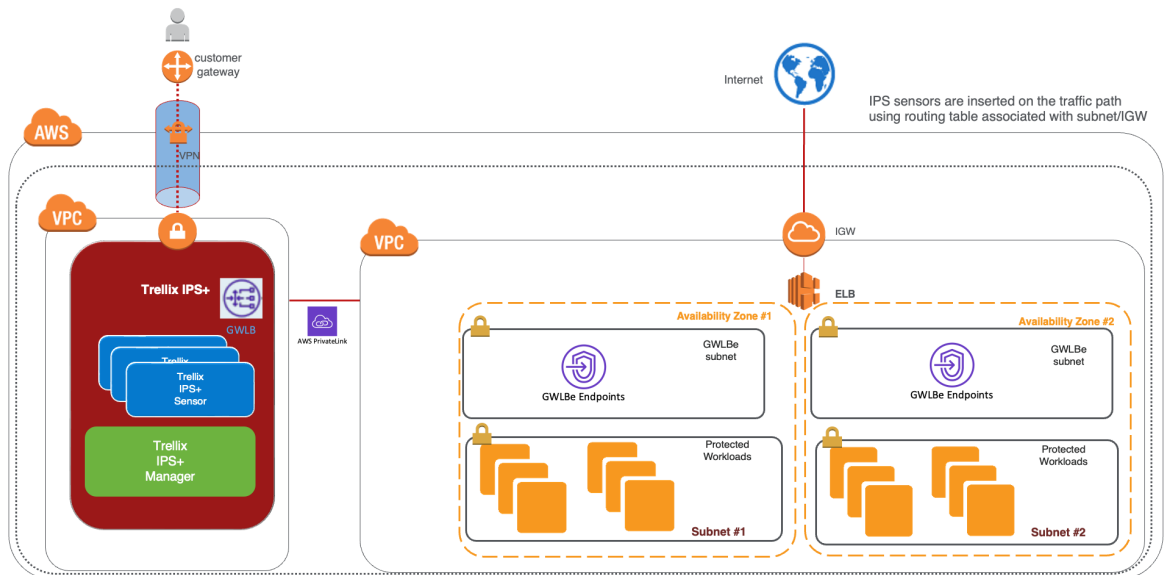 customer
gateway
Internet
IPS sensors are inserted on the traffic path
using routing table associated with subnet/IGW
AWS
VPN
VPC
VPC
IGW
Trellix IPS+
GWLB
AWS PrivateLink
ELB
Availability Zone #1
Availability Zone #2
GWLBe
subnet
GWLBe
subnet
GWLBe Endpoints
GWLBe Endpoints
Trellix
Trellix
IPS+
Sensor
Trellix
IPS+
Manager
Protected
Workloads
Protected
Workloads
Subnet #1
Subnet #2